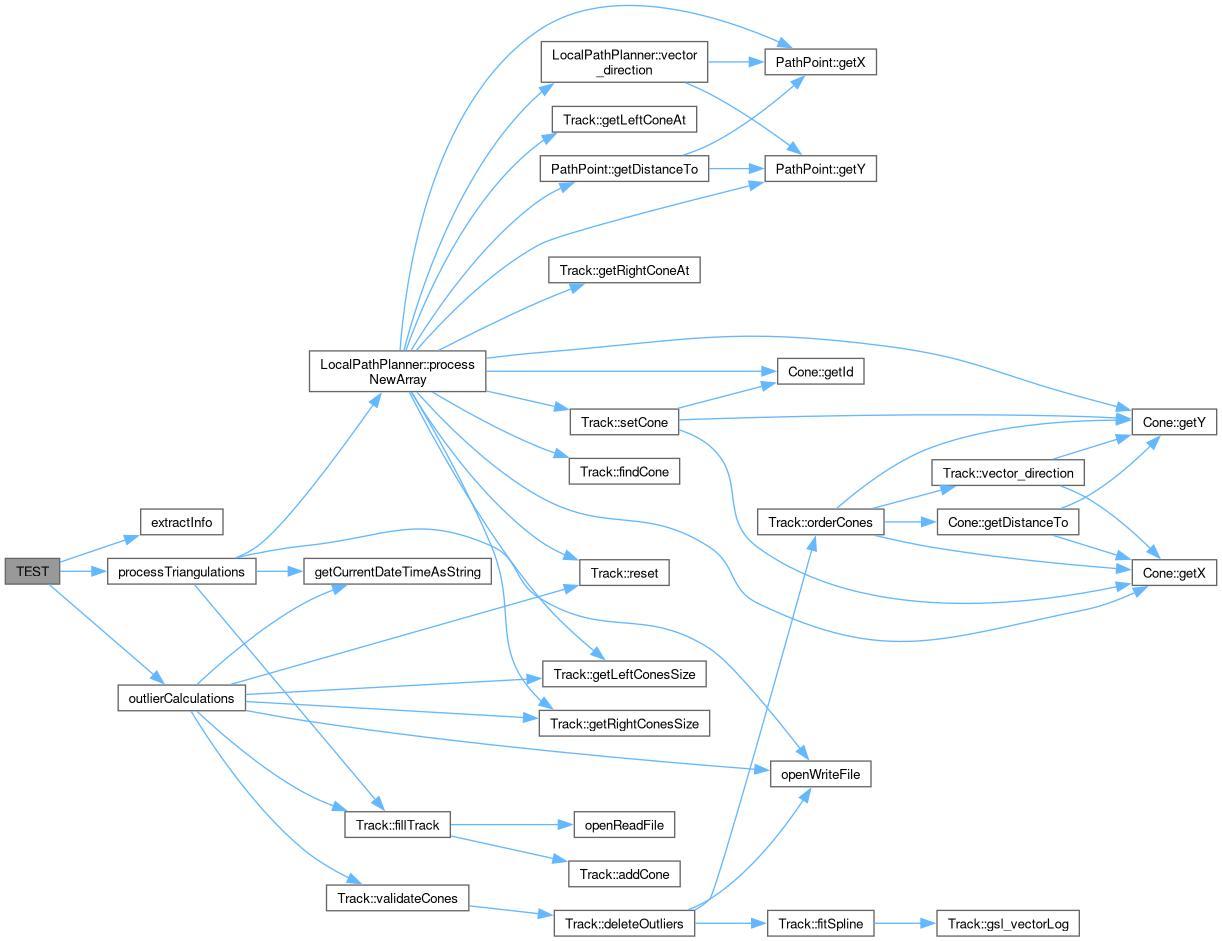 LocalPathPlanner::vector
_direction
PathPoint::getX
Track::getLeftConeAt
PathPoint::getDistanceTo
PathPoint::getY
Track::getRightConeAt
LocalPathPlanner::process
NewArray
Cone::getId
Track::setCone
Cone::getY
Track::findCone
Track::vector_direction
extractInfo
Track::orderCones
Cone::getDistanceTo
TEST
processTriangulations
getCurrentDateTimeAsString
Track::reset
Cone::getX
Track::getLeftConesSize
outlierCalculations
Track::getRightConesSize
openWriteFile
Track::fillTrack
openReadFile
Track::addCone
Track::validateCones
Track::deleteOutliers
Track::fitSpline
Track::gsl_vectorLog